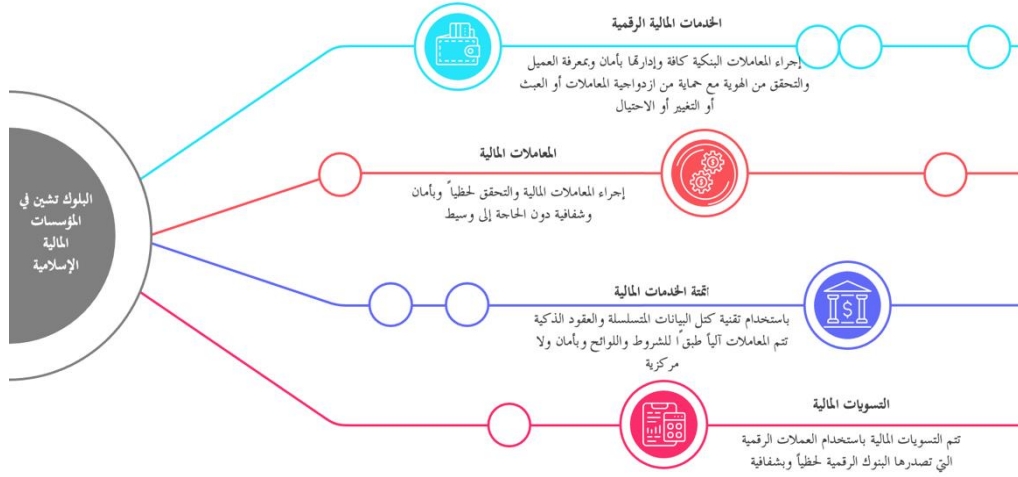 البلوك تشين في
المؤسسات
المالية
الإسلامية
الخدمات المالية الرقمية
إجراء المعاملات البنكية كافة وإدارتها بأمان وبمعرفة العميل
والتحقق من الهوية مع حماية من ازدواجية المعاملات أو العبث
أو التغيير أو الاحتيال
المعاملات المالية
إجراء المعاملات المالية والتحقق لحظياً وبأمان
وشفافية دون الحاجة إلى وسيط
اتمتة الخدمات المالية
باستخدام تقنية كتل البيانات المتسلسلة والعقود الذكية
تتم المعاملات آلياً طبقًا للشروط واللوائح وبأمان ولا
مركزية
التسويات المالية
تتم التسويات المالية باستخدام العملات الرقمية
التي تصدرها البنوك الرقمية لحظياً وبشفافية